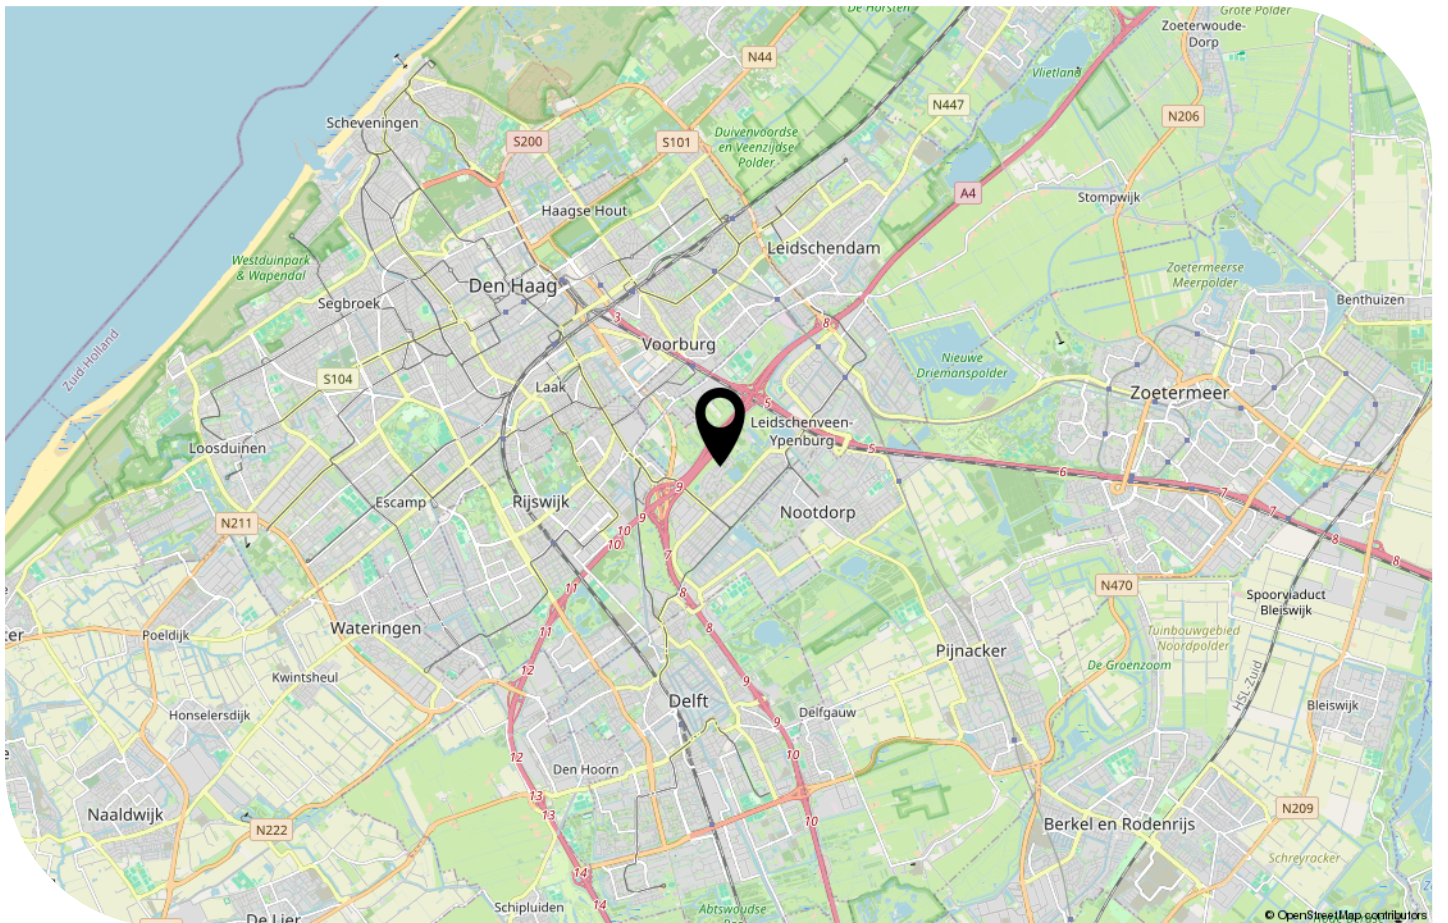 De Horsten
Grote Polder
Zoeterwoude-
Dorp
N44
Vlietland
N447
N206
Scheveningen
S200
S101
Duivenvoordse
en Veenzijdse
Polder
A4
Stompwijk
Haagse Hout
Leidschendam
Westduinpark
& Wapendal
Den Haag
Zoetermeerse
Meerpolder
Segbroek
Benthuizen
3
8
Voorburg
Zuid-Holland
Nieuwe
Driemanspolder
S104
Laak
Zoetermeer
5
Leidschenveen-
Ypenburg
5
Loosduinen
6
9
7
Escamp
Rijswijk
9
Nootdorp
7
N211
10
10
8
7
8
11
8
N470
Spoorviaduct
Bleiswijk
8
11
Wateringen
Poeldijk
Tuinbouwgebied
Noordpolder
Pijnacker
De Groenzoom
12
Kwintsheul
9
HSL-Zuid
Delft
Honselersdijk
Delfgauw
Bleiswijk
9
12
10
Den Hoorn
13
13
N209
Naaldwijk
10
Berkel en Rodenrijs
N222
Schreyracker
14
14
Schipluiden
Abtswoudse
De Lier
© OpenStreetMap contributors